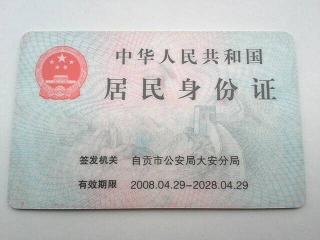 中华人民共和国
居民身份证
签发机关 自贡市公安局大安分局
有效期限 2008.04.29-2028.04.29